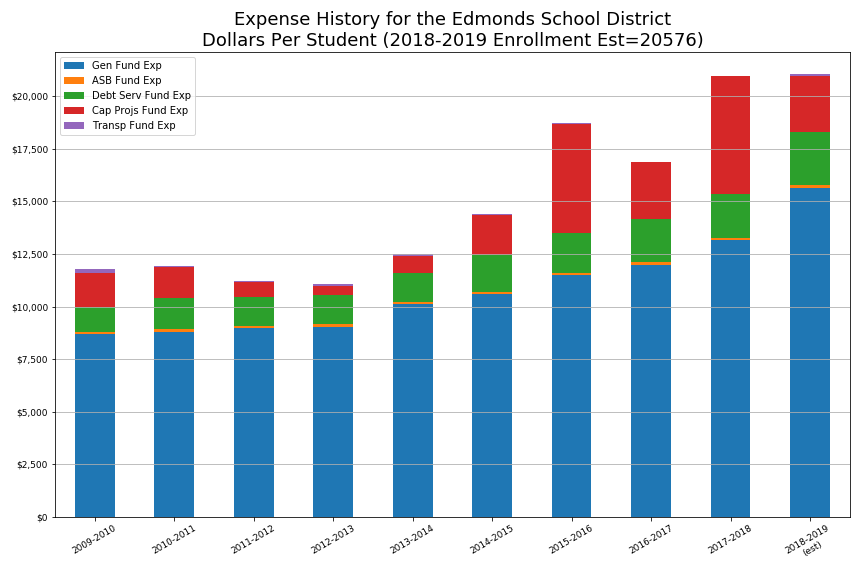 Expense History for the Edmonds School District
Dollars Per Student (2018-2019 Enrollment Est=20576)
Gen Fund Exp
ASB Fund Exp
Debt Serv Fund Exp
Cap Projs Fund Exp
Transp Fund Exp
$20,000
$17,500
$15,000
$12,500
$10,000
$7,500
$5,000
$2,500
$0
2009-2010
2010-2011
2011-2012
2012-2013
2013-2014
2014-2015
2015-2016
2016-2017
2017-2018
2018-2019
(est)